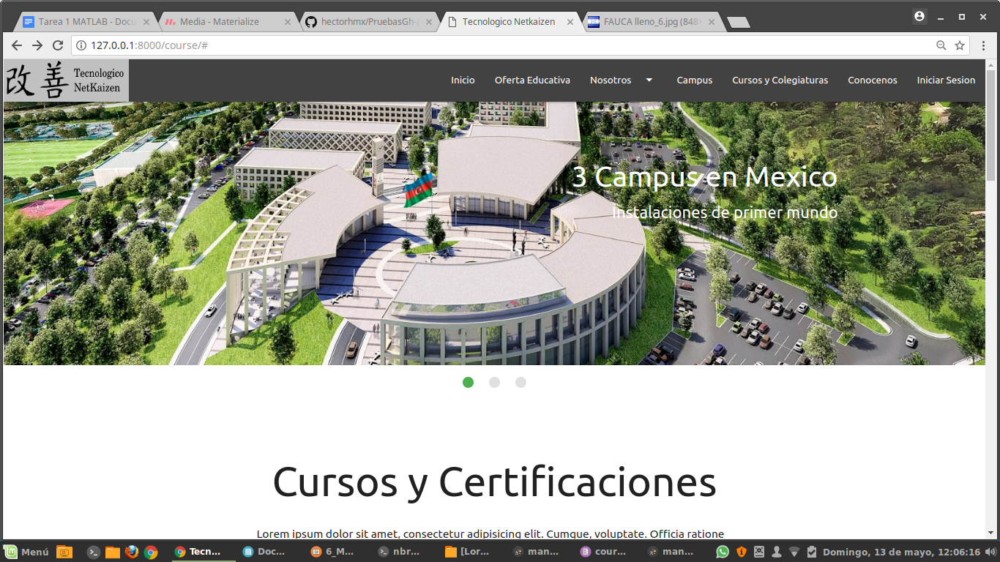 Tarea 1 MATLAB - Docu
Media - Materialize
hectorhmx/PruebasGh-p
Tecnologico Netkaizen
FAUCA lleno_6.jpg (848×
127.0.0.1:8000/course/#
改善
Tecnologico
NetKaizen
Inicio
Oferta Educativa
Nosotros
Campus
Cursos y Colegiaturas
Conocenos
Iniciar Sesion
3 Campus en Mexico
Instalaciones de primer mundo
Cursos y Certificaciones
Lorem ipsum dolor sit amet, consectetur adipisicing elit. Cumque, voluptate. Officia ratione
Menú
Tecn...
Doc...
6_M...
nbr...
[Lor...
man...
cour...
man...
Domingo, 13 de mayo, 12:06:16